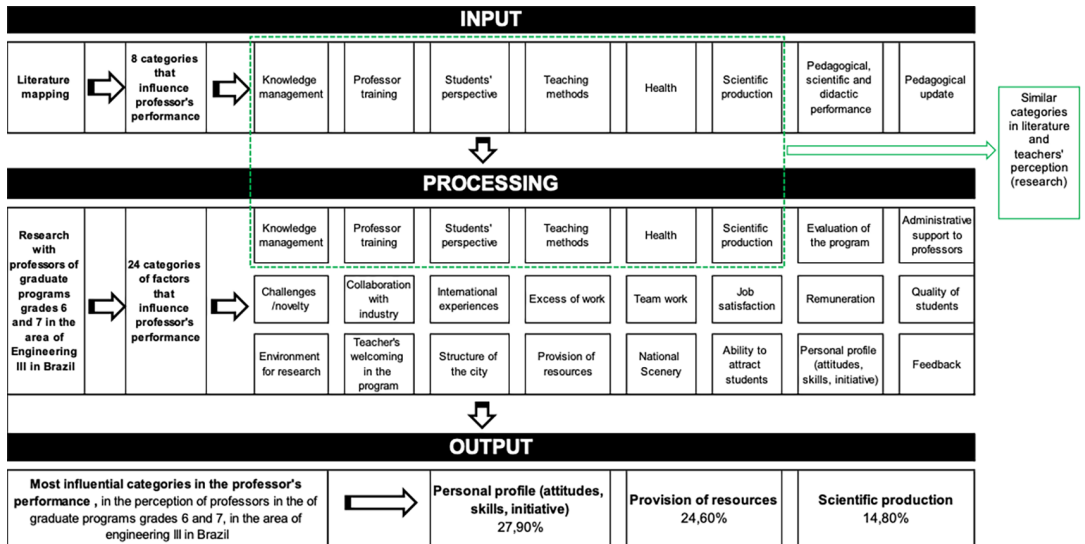 INPUT
Literature
mapping
8 categories
that
influence
professor's
performance
Knowledge
management
Professor
training
Students'
perspective
Teaching
methods
Health
Scientific
production
Pedagogical,
scientific and
didactic
performance
Pedagogical
update
Similar
categories
in literature
and
teachers'
perception
(research)
PROCESSING
Research
with
professors of
graduate
programs
grades 6
and 7 in the
area of
Engineering
III in Brazil
24 categories
of factors
that
influence
professor's
performance
Knowledge
management
Professor
training
Students'
perspective
Teaching
methods
Health
Scientific
production
Evaluation
of the program
Administrative
support to
professors
Challenges
/novelty
Collaboration
with
industry
International
experiences
Excess of work
Team work
Job
satisfaction
Remuneration
Quality of
students
Environment
for research
Teacher's
welcoming
in the
program
Structure of
the city
Provision of
resources
National
Scenery
Ability to
attract
students
Personal profile
(attitudes,
skills, initiative)
Feedback
OUTPUT
Most influential categories in the professor's
performance , in the perception of professors in the of
graduate programs grades 6 and 7, in the area of
engineering III in Brazil
Personal profile (attitudes,
skills, initiative)
27,90%
Provision of resources
24,60%
Scientific production
14,80%